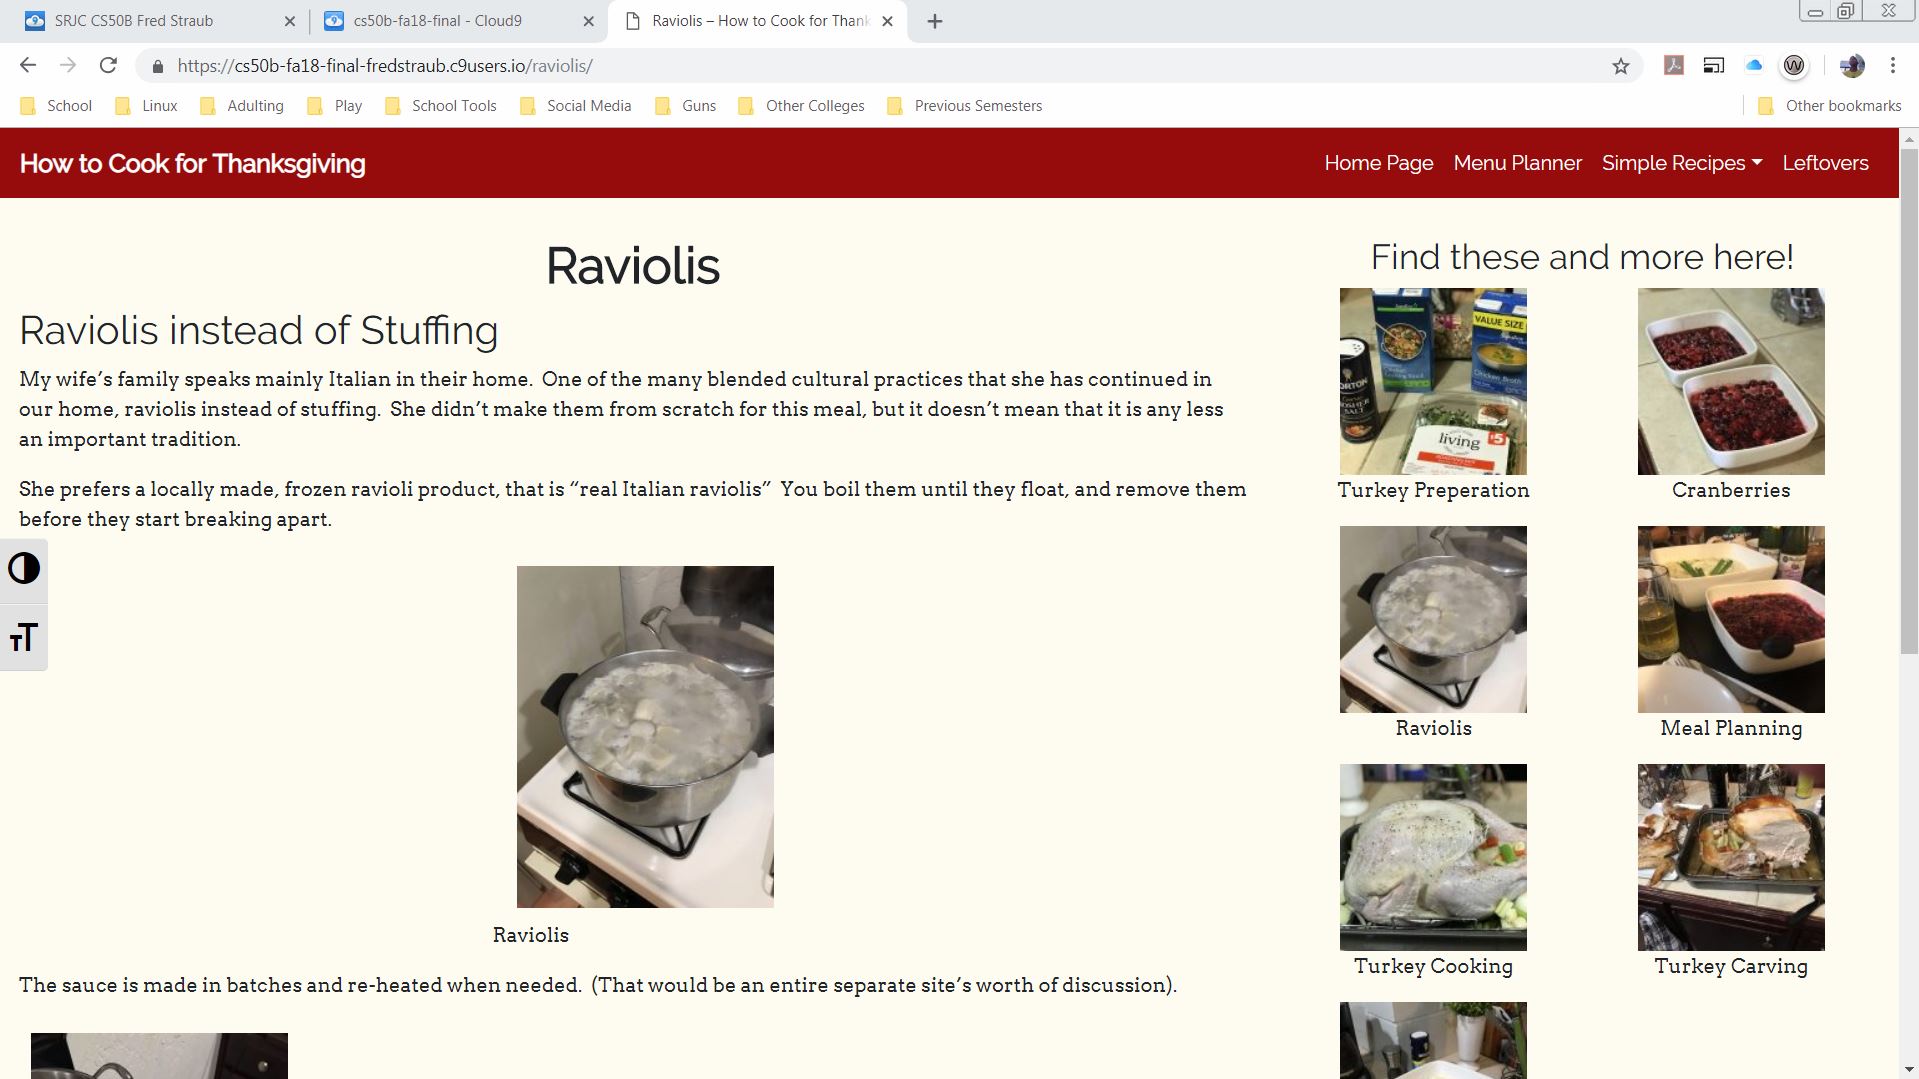 SRJC CS50B Fred Straub
cs50b-fa18-final - Cloud9
Raviolis – How to Cook for Thank
https://cs50b-fa18-final-fredstraub.c9users.io/raviolis/
School Linux Adulting Play School Tools Social Media Guns Other Colleges Previous Semesters Other bookmarks
How to Cook for Thanksgiving
Home Page Menu Planner Simple Recipes Leftovers
Raviolis
Raviolis instead of Stuffing
My wife’s family speaks mainly Italian in their home.  One of the many blended cultural practices that she has continued in
our home, raviolis instead of stuffing.  She didn’t make them from scratch for this meal, but it doesn’t mean that it is any less
an important tradition.
She prefers a locally made, frozen ravioli product, that is “real Italian raviolis”  You boil them until they float, and remove them
before they start breaking apart.
TT
Raviolis
The sauce is made in batches and re-heated when needed.  (That would be an entire separate site’s worth of discussion).
Find these and more here!
VALUE SIZE
Chicken Broth
living
$5
Turkey Preperation
Cranberries
Raviolis
Meal Planning
Turkey Cooking
Turkey Carving